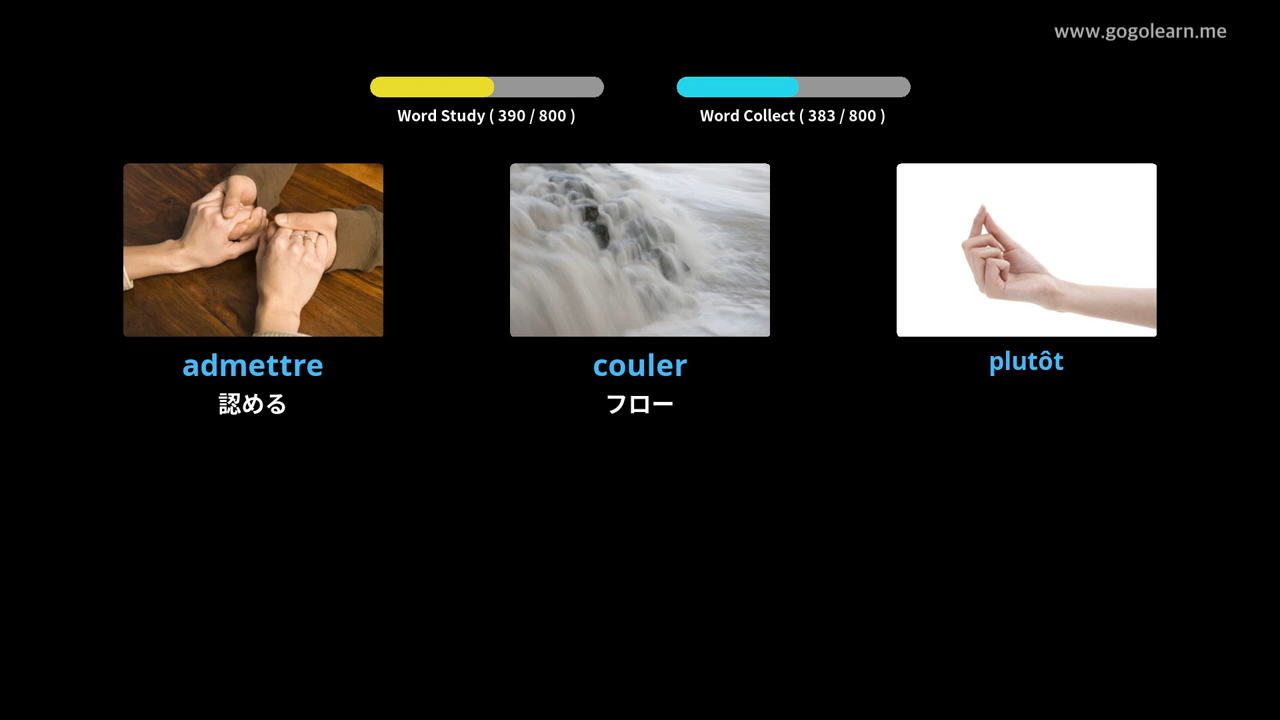 www.gogolearn.me
Word Study ( 390 / 800 )
Word Collect ( 383 / 800 )
admettre
認める
couler
フロー
plutôt